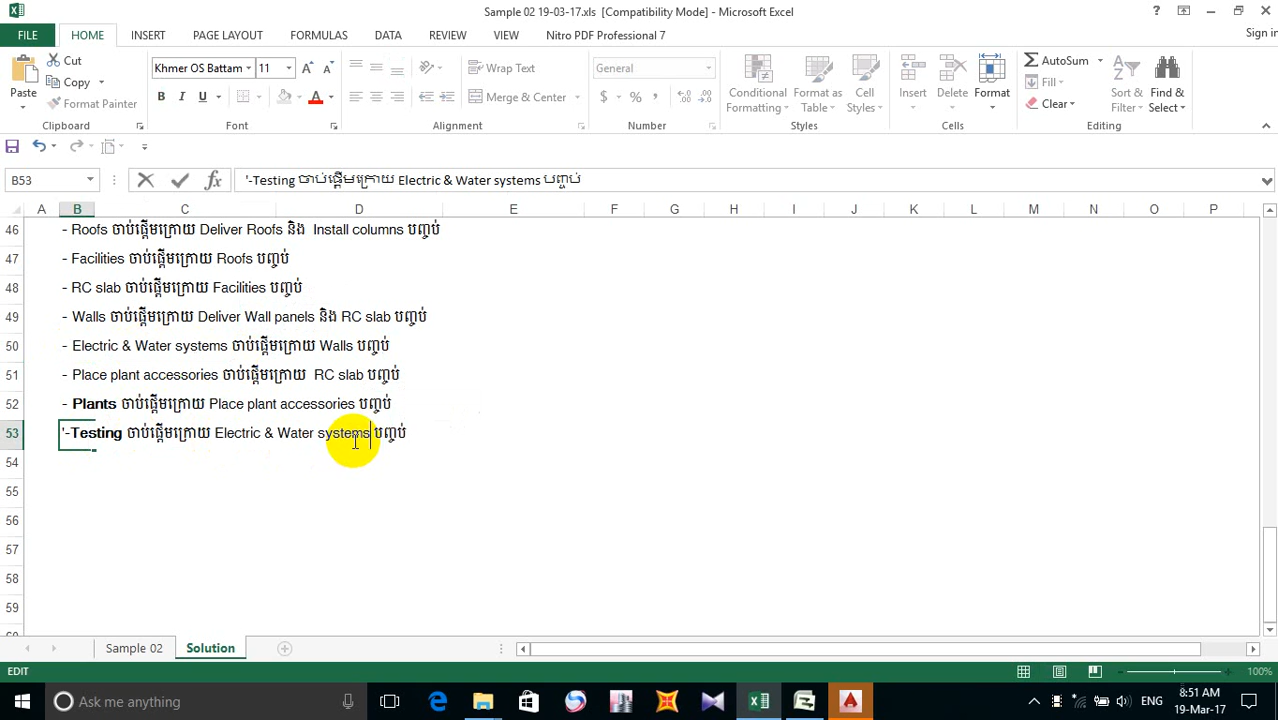 Sample 02 19-03-17.xls [Compatibility Mode] - Microsoft Excel
FILE HOME INSERT PAGE LAYOUT FORMULAS DATA REVIEW VIEW Nitro PDF Professional 7 Sign in
Paste
Cut
Copy
Format Painter
Clipboard
Khmer OS Battam 11
B I U
Font
Wrap Text
Merge & Center
Alignment
General
$ % ,
Number
Conditional Formatting
Format as Table
Cell Styles
Styles
Insert Delete Format
Cells
AutoSum
Fill
Clear
Sort & Filter
Find & Select
Editing
B53 '-Testing ចាប់ផ្តើមក្រោយ Electric & Water systems បញ្ចប់
A B C D E F G H I J K L M N O P
46 - Roofs ចាប់ផ្តើមក្រោយ Deliver Roofs និង Install columns បញ្ចប់
47 - Facilities ចាប់ផ្តើមក្រោយ Roofs បញ្ចប់
48 - RC slab ចាប់ផ្តើមក្រោយ Facilities បញ្ចប់
49 - Walls ចាប់ផ្តើមក្រោយ Deliver Wall panels និង RC slab បញ្ចប់
50 - Electric & Water systems ចាប់ផ្តើមក្រោយ Walls បញ្ចប់
51 - Place plant accessories ចាប់ផ្តើមក្រោយ RC slab បញ្ចប់
52 - Plants ចាប់ផ្តើមក្រោយ Place plant accessories បញ្ចប់
53 '-Testing ចាប់ផ្តើមក្រោយ Electric & Water systems បញ្ចប់
54
55
56
57
58
59
Sample 02 Solution
EDIT 100%
Ask me anything ENG 8:51 AM
19-Mar-17